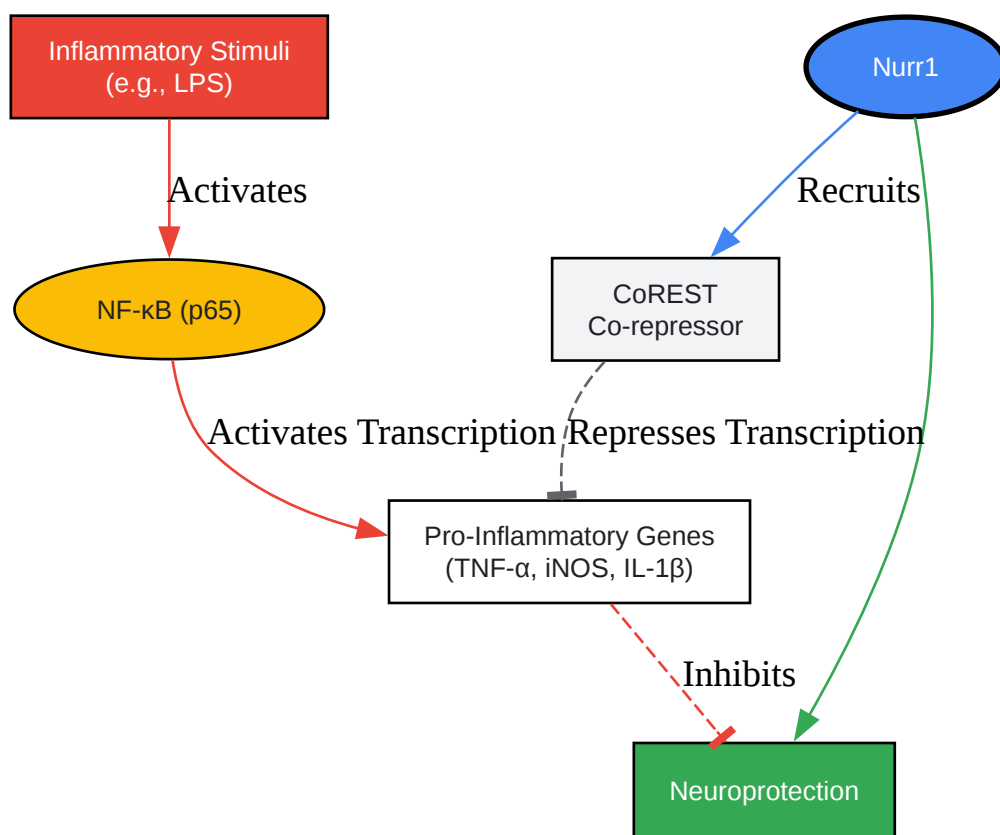 Inflammatory Stimuli
(e.g., LPS)
Nurr1
Activates
Recruits
NF-κB (p65)
CoREST
Co-repressor
Activates Transcription
Represses Transcription
Pro-Inflammatory Genes
(TNF-α, iNOS, IL-1β)
Inhibits
Neuroprotection